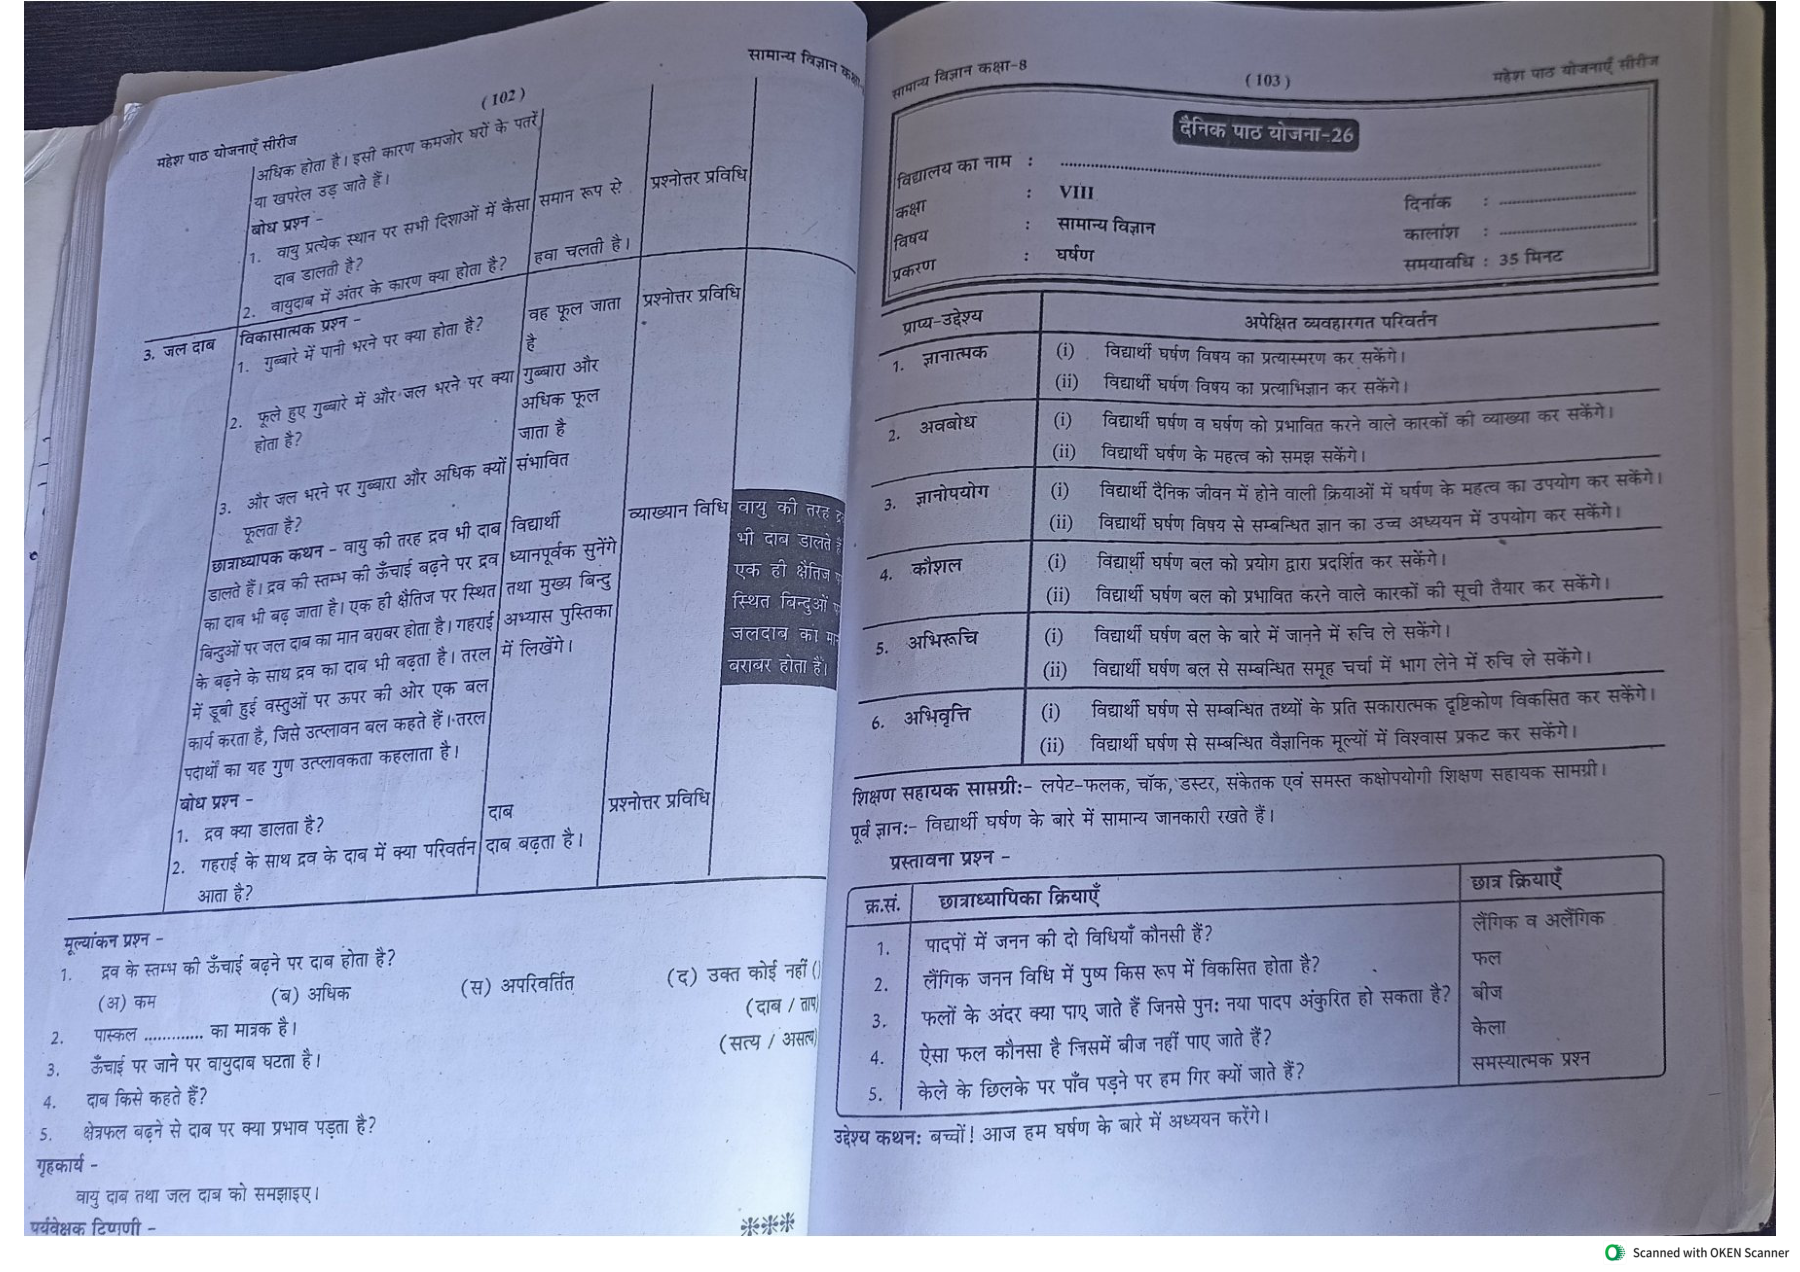 महेश पाठ योजनाएँ सीरीज
(102)
सामान्य विज्ञान
अधिक होता है। इसी कारण कमजोर घरों के पतरें
या खपरेल उड़ जाते हैं।
बोध प्रश्न -
1. वायु प्रत्येक स्थान पर सभी दिशाओं में कैसा
दाब डालती है?
समान रूप से
प्रश्नोत्तर प्रविधि
2. वायुदाब में अंतर के कारण क्या होता है?
हवा चलती है।
3. जल दाब
विकासात्मक प्रश्न -
1. गुब्बारे में पानी भरने पर क्या होता है?
वह फूल जाता
है
प्रश्नोत्तर प्रविधि
2. फूले हुए गुब्बारे में और जल भरने पर क्या
होता है?
गुब्बारा और
अधिक फूल
जाता है
3. और जल भरने पर गुब्बारा और अधिक क्यों
फूलता है?
संभावित
छात्राध्यापक कथन - वायु की तरह द्रव भी दाब
डालते हैं। द्रव की स्तम्भ की ऊँचाई बढ़ने पर द्रव
का दाब भी बढ़ जाता है। एक ही क्षैतिज पर स्थित
बिन्दुओं पर जल दाब का मान बराबर होता है। गहराई
के बढ़ने के साथ द्रव का दाब भी बढ़ता है। तरल
में डूबी हुई वस्तुओं पर ऊपर की ओर एक बल
कार्य करता है, जिसे उत्प्लावन बल कहते हैं। तरल
पदार्थों का यह गुण उत्प्लावकता कहलाता है।
विद्यार्थी
ध्यानपूर्वक सुनेंगे
तथा मुख्य बिन्दु
अभ्यास पुस्तिका
में लिखेंगे।
व्याख्यान विधि
वायु की तरह
भी दाब डालते
एक ही क्षैतिज
स्थित बिन्दुओं
जलदाब का
बराबर होता है।
बोध प्रश्न -
1. द्रव क्या डालता है?
दाब
प्रश्नोत्तर प्रविधि
2. गहराई के साथ द्रव के दाब में क्या परिवर्तन
आता है?
दाब बढ़ता है।
मूल्यांकन प्रश्न -
1. द्रव के स्तम्भ की ऊँचाई बढ़ने पर दाब होता है?
(अ) कम (ब) अधिक (स) अपरिवर्तित (द) उक्त कोई नहीं (
2. पास्कल ............. का मात्रक है। (दाब / ताप)
3. ऊँचाई पर जाने पर वायुदाब घटता है। (सत्य / असत्य)
4. दाब किसे कहते हैं?
5. क्षेत्रफल बढ़ने से दाब पर क्या प्रभाव पड़ता है?
गृहकार्य -
वायु दाब तथा जल दाब को समझाइए।
पर्यवेक्षक टिप्पणी -
सामान्य विज्ञान कक्षा-8
(103)
महेश पाठ योजनाएँ सीरीज
दैनिक पाठ योजना-26
विद्यालय का नाम : ..........
कक्षा : VIII
दिनांक : ..........
विषय : सामान्य विज्ञान
कालांश : ..........
प्रकरण : घर्षण
समयावधि : 35 मिनट
प्राप्य-उद्देश्य
अपेक्षित व्यवहारगत परिवर्तन
1. ज्ञानात्मक
(i) विद्यार्थी घर्षण विषय का प्रत्यास्मरण कर सकेंगे।
(ii) विद्यार्थी घर्षण विषय का प्रत्याभिज्ञान कर सकेंगे।
2. अवबोध
(i) विद्यार्थी घर्षण व घर्षण को प्रभावित करने वाले कारकों की व्याख्या कर सकेंगे।
(ii) विद्यार्थी घर्षण के महत्व को समझ सकेंगे।
3. ज्ञानोपयोग
(i) विद्यार्थी दैनिक जीवन में होने वाली क्रियाओं में घर्षण के महत्व का उपयोग कर सकेंगे।
(ii) विद्यार्थी घर्षण विषय से सम्बन्धित ज्ञान का उच्च अध्ययन में उपयोग कर सकेंगे।
4. कौशल
(i) विद्यार्थी घर्षण बल को प्रयोग द्वारा प्रदर्शित कर सकेंगे।
(ii) विद्यार्थी घर्षण बल को प्रभावित करने वाले कारकों की सूची तैयार कर सकेंगे।
5. अभिरूचि
(i) विद्यार्थी घर्षण बल के बारे में जानने में रुचि ले सकेंगे।
(ii) विद्यार्थी घर्षण बल से सम्बन्धित समूह चर्चा में भाग लेने में रुचि ले सकेंगे।
6. अभिवृत्ति
(i) विद्यार्थी घर्षण से सम्बन्धित तथ्यों के प्रति सकारात्मक दृष्टिकोण विकसित कर सकेंगे।
(ii) विद्यार्थी घर्षण से सम्बन्धित वैज्ञानिक मूल्यों में विश्वास प्रकट कर सकेंगे।
शिक्षण सहायक सामग्री:- लपेट-फलक, चॉक, डस्टर, संकेतक एवं समस्त कक्षोपयोगी शिक्षण सहायक सामग्री।
पूर्व ज्ञान:- विद्यार्थी घर्षण के बारे में सामान्य जानकारी रखते हैं।
प्रस्तावना प्रश्न -
क्र.सं. छात्राध्यापिका क्रियाएँ छात्र क्रियाएँ
1. पादपों में जनन की दो विधियाँ कौनसी हैं? लैंगिक व अलैंगिक
2. लैंगिक जनन विधि में पुष्प किस रूप में विकसित होता है? फल
3. फलों के अंदर क्या पाए जाते हैं जिनसे पुन: नया पादप अंकुरित हो सकता है? बीज
4. ऐसा फल कौनसा है जिसमें बीज नहीं पाए जाते हैं? केला
5. केले के छिलके पर पाँव पड़ने पर हम गिर क्यों जाते हैं? समस्यात्मक प्रश्न
उद्देश्य कथन: बच्चों! आज हम घर्षण के बारे में अध्ययन करेंगे।
Scanned with OKEN Scanner